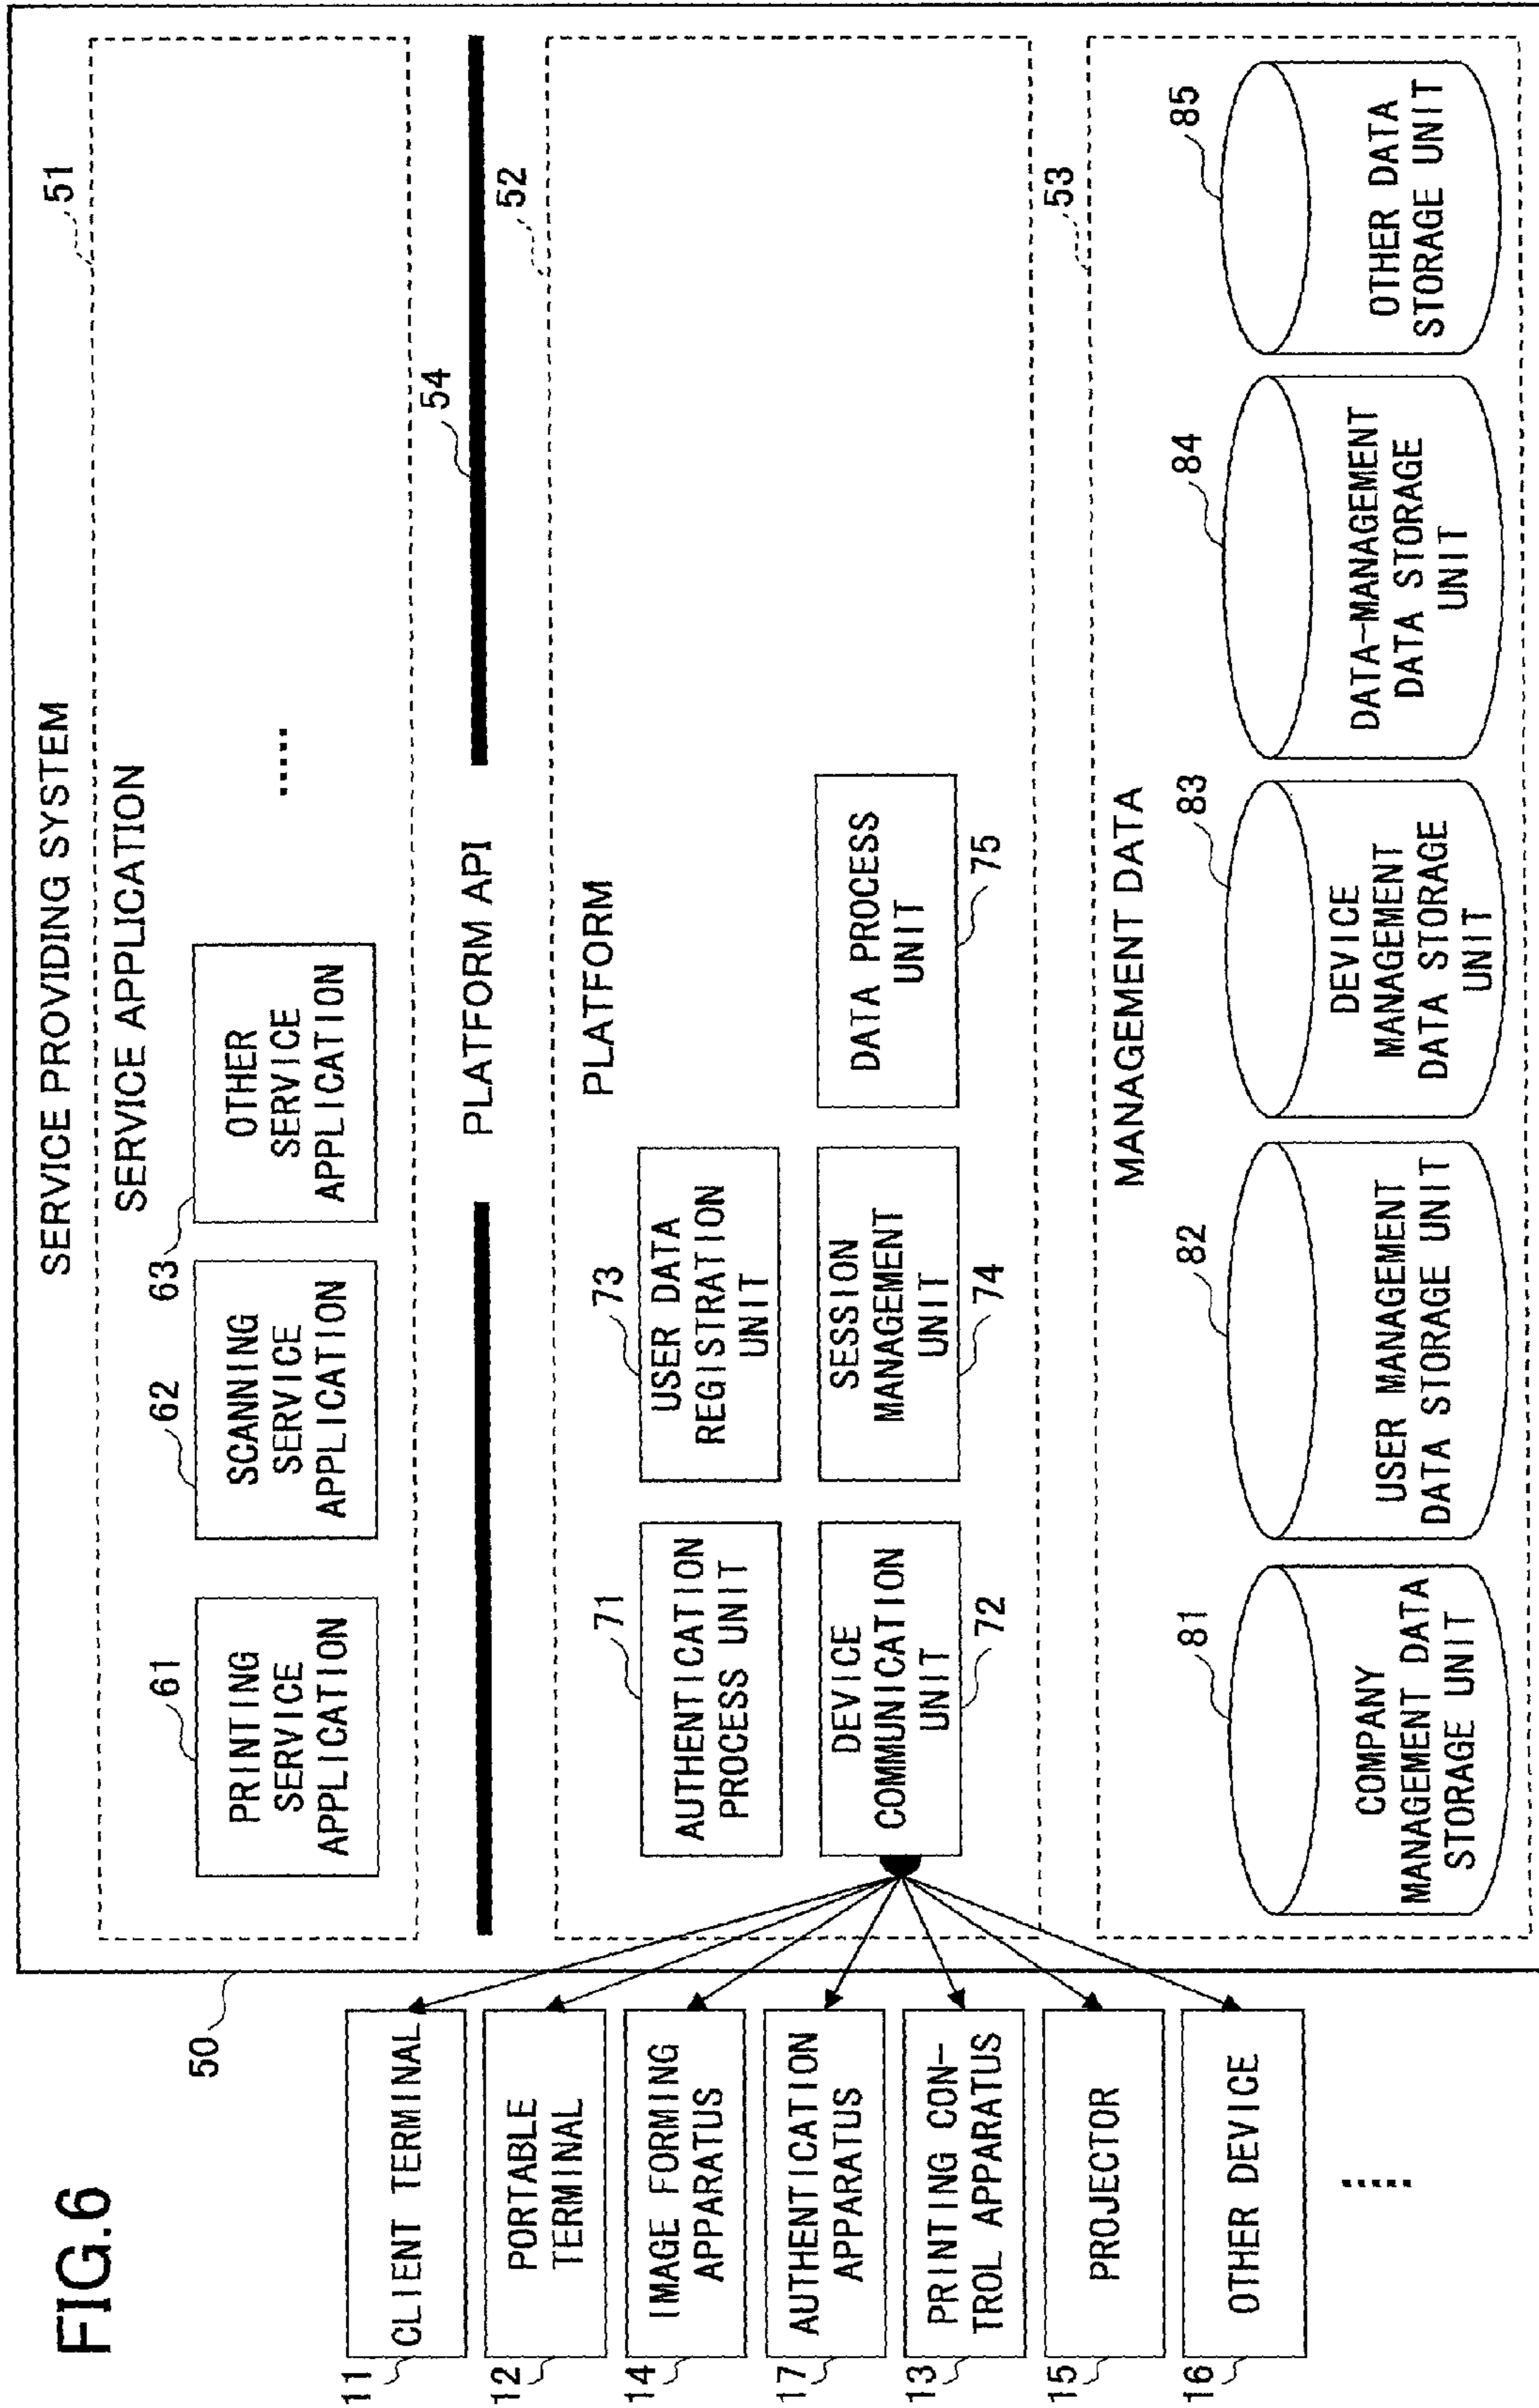 FIG.6
11
CLIENT TERMINAL
12
PORTABLE
TERMINAL
14
IMAGE FORMING
APPARATUS
17
AUTHENTICATION
APPARATUS
13
PRINTING CON-
TROL APPARATUS
15
PROJECTOR
16
OTHER DEVICE
.....
50
SERVICE PROVIDING SYSTEM
51
SERVICE APPLICATION
61
PRINTING
SERVICE
APPLICATION
62
SCANNING
SERVICE
APPLICATION
63
OTHER
SERVICE
APPLICATION
.....
54
PLATFORM API
52
PLATFORM
71
AUTHENTICATION
PROCESS UNIT
73
USER DATA
REGISTRATION
UNIT
DEVICE
COMMUNICATION
UNIT
72
SESSION
MANAGEMENT
UNIT
74
DATA PROCESS
UNIT
75
53
MANAGEMENT DATA
81
COMPANY
MANAGEMENT DATA
STORAGE UNIT
82
USER MANAGEMENT
DATA STORAGE UNIT
83
DEVICE
MANAGEMENT
DATA STORAGE
UNIT
84
DATA-MANAGEMENT
DATA STORAGE
UNIT
85
OTHER DATA
STORAGE UNIT